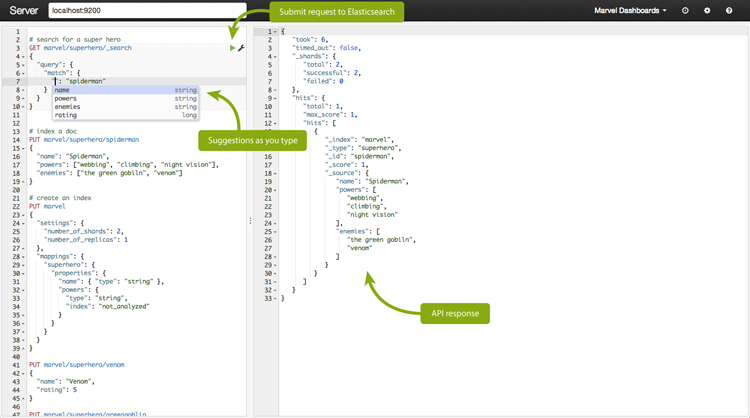 Server localhost:9200 Marvel Dashboards
Submit request to Elasticsearch
1
2 # search for a super hero
3 GET marvel/superhero/_search
4 {
5 "query": {
6 "match": {
7 "": "spiderman"
name string
powers string
enemies string
rating long
8 }
9 }
10 }
11
Suggestions as you type
12 # index a doc
13 PUT marvel/superhero/spiderman
14 {
15 "name": "Spiderman",
16 "powers": ["webbing", "climbing", "night vision"],
17 "enemies": ["the green gobiln", "venom"]
18 }
19
20 # create an index
21 PUT marvel
22 {
23 "settings": {
24 "number_of_shards": 2,
25 "number_of_replicas": 1
26 },
27 "mappings": {
28 "superhero": {
29 "properties": {
30 "name": { "type": "string" },
31 "powers": {
32 "type": "string",
33 "index": "not_analyzed"
34 }
35 }
36 }
37 }
38 }
39
40 PUT marvel/superhero/venom
41 {
42 "name": "Venom",
43 "rating": 5
44 }
45
PUT marvel/superhero/greengoblin
1 {
2 "took": 6,
3 "timed_out": false,
4 "_shards": {
5 "total": 2,
6 "successful": 2,
7 "failed": 0
8 },
9 "hits": {
10 "total": 1,
11 "max_score": 1,
12 "hits": [
13 {
14 "_index": "marvel",
15 "_type": "superhero",
16 "_id": "spiderman",
17 "_score": 1,
18 "_source": {
19 "name": "Spiderman",
20 "powers": [
21 "webbing",
22 "climbing",
23 "night vision"
24 ],
25 "enemies": [
26 "the green gobiln",
27 "venom"
28 ]
29 }
30 }
31 ]
32 }
33 }
API response